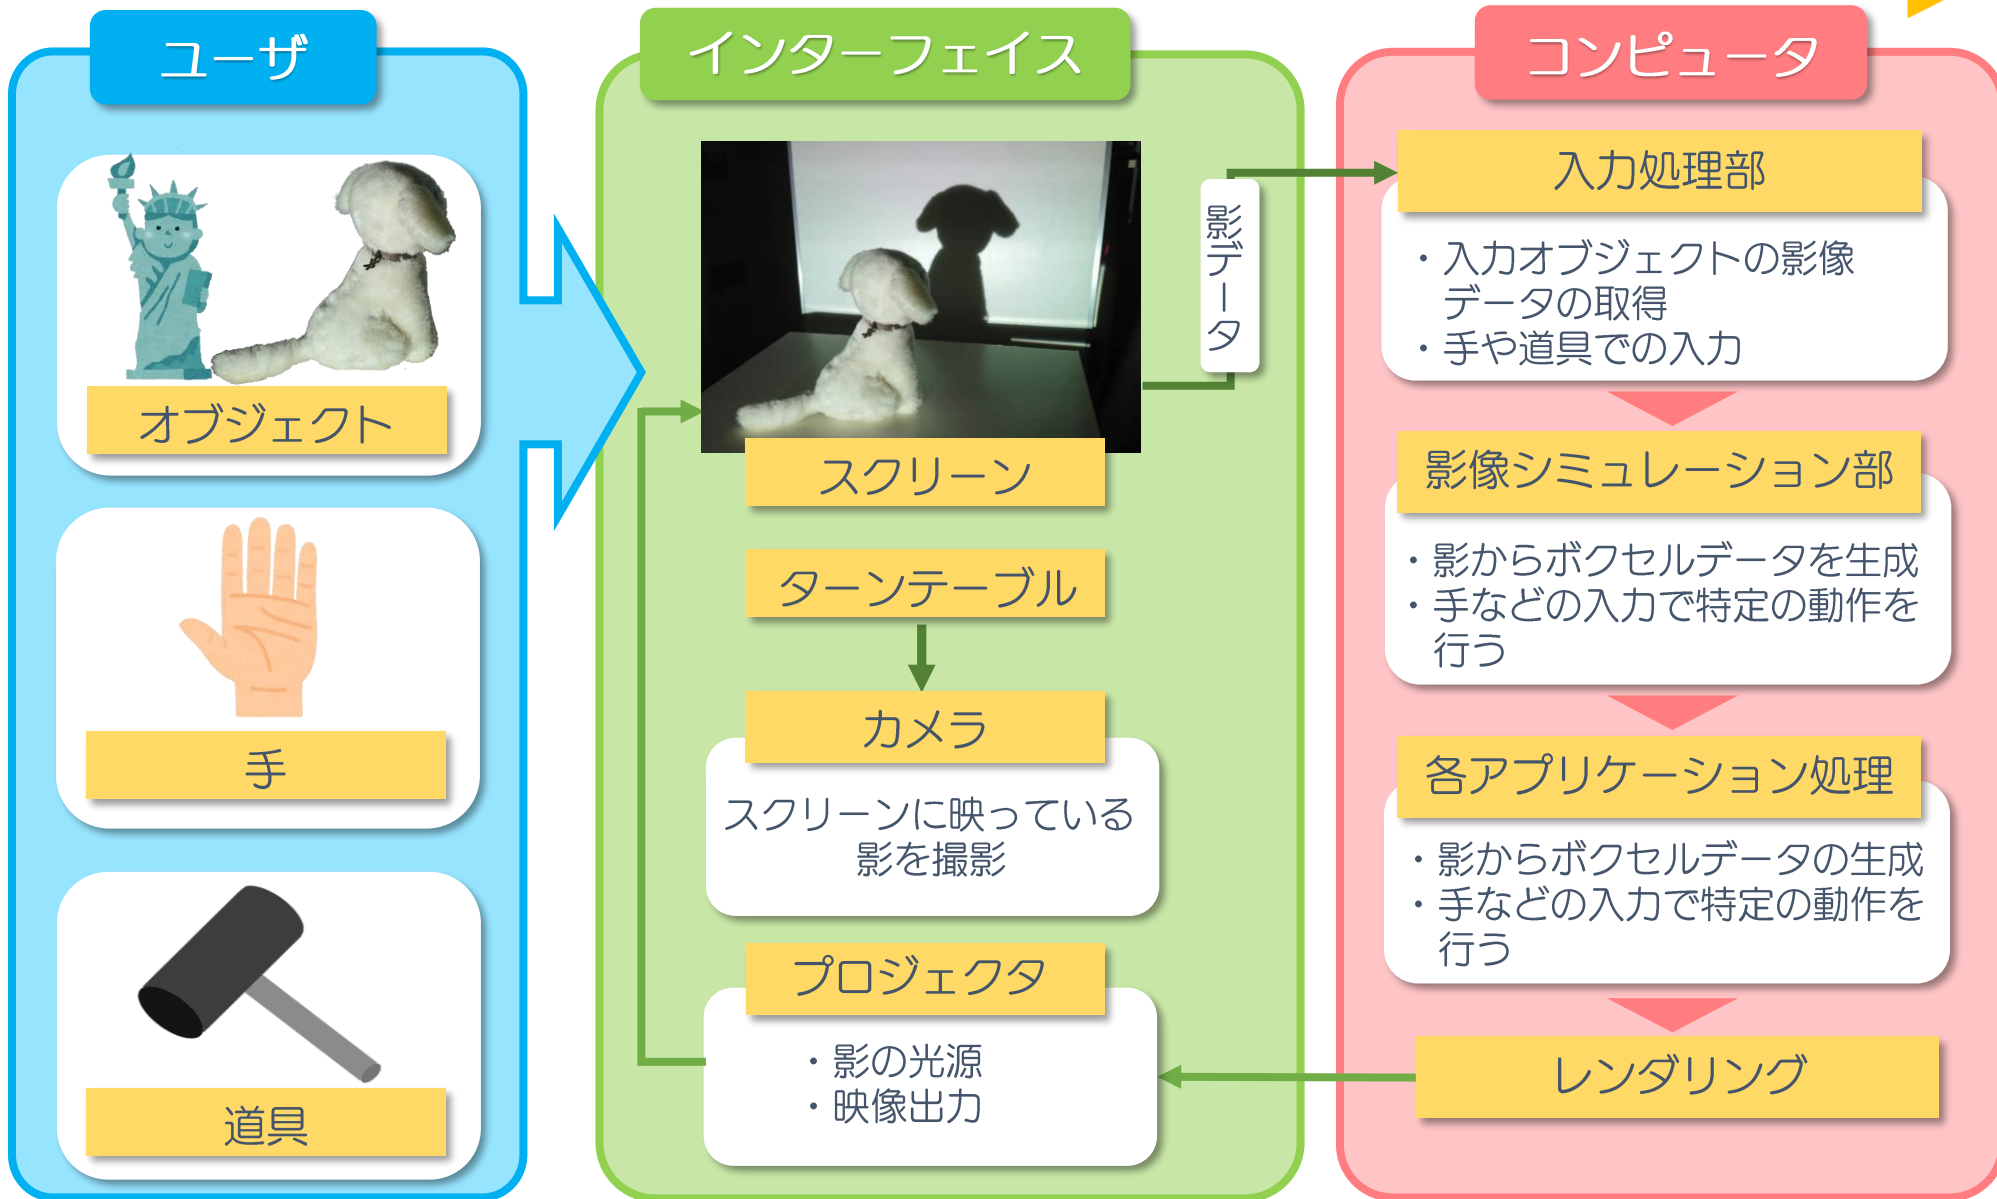 ユーザ
オブジェクト
手
道具
インターフェイス
スクリーン
ターンテーブル
カメラ
スクリーンに映っている
影を撮影
プロジェクタ
・影の光源
・映像出力
影データ
コンピュータ
入力処理部
・入力オブジェクトの影像
データの取得
・手や道具での入力
影像シミュレーション部
・影からボクセルデータを生成
・手などの入力で特定の動作を
行う
各アプリケーション処理
・影からボクセルデータの生成
・手などの入力で特定の動作を
行う
レンダリング